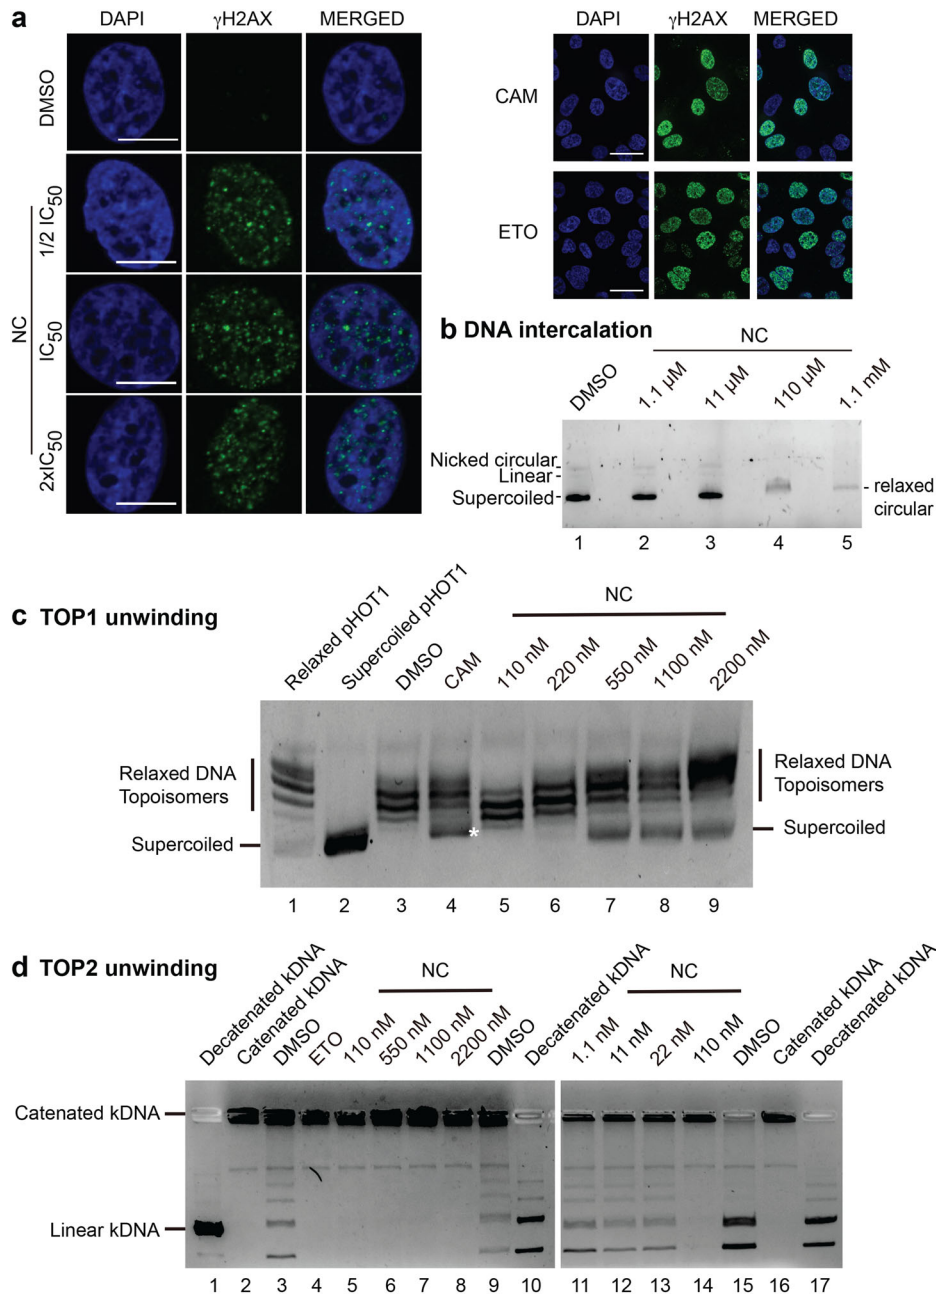 a
DAPI γH2AX MERGED
DMSO
NC
1/2 IC50
IC50
2xIC50
DAPI γH2AX MERGED
CAM
ETO
b DNA intercalation
NC
DMSO 1.1 µM 11 µM 110 µM 1.1 mM
Nicked circular
Linear
Supercoiled
- relaxed
circular
1 2 3 4 5
c TOP1 unwinding
NC
Relaxed pHOT1 Supercoiled pHOT1 DMSO CAM 110 nM 220 nM 550 nM 1100 nM 2200 nM
Relaxed DNA
Topoisomers
Supercoiled
*
Relaxed DNA
Topoisomers
Supercoiled
1 2 3 4 5 6 7 8 9
d TOP2 unwinding
NC
NC
Decatenated kDNA Catenated kDNA DMSO ETO 110 nM 550 nM 1100 nM 2200 nM DMSO Decatenated kDNA 1.1 nM 11 nM 22 nM 110 nM DMSO Catenated kDNA Decatenated kDNA
Catenated kDNA
Linear kDNA
1 2 3 4 5 6 7 8 9 10 11 12 13 14 15 16 17